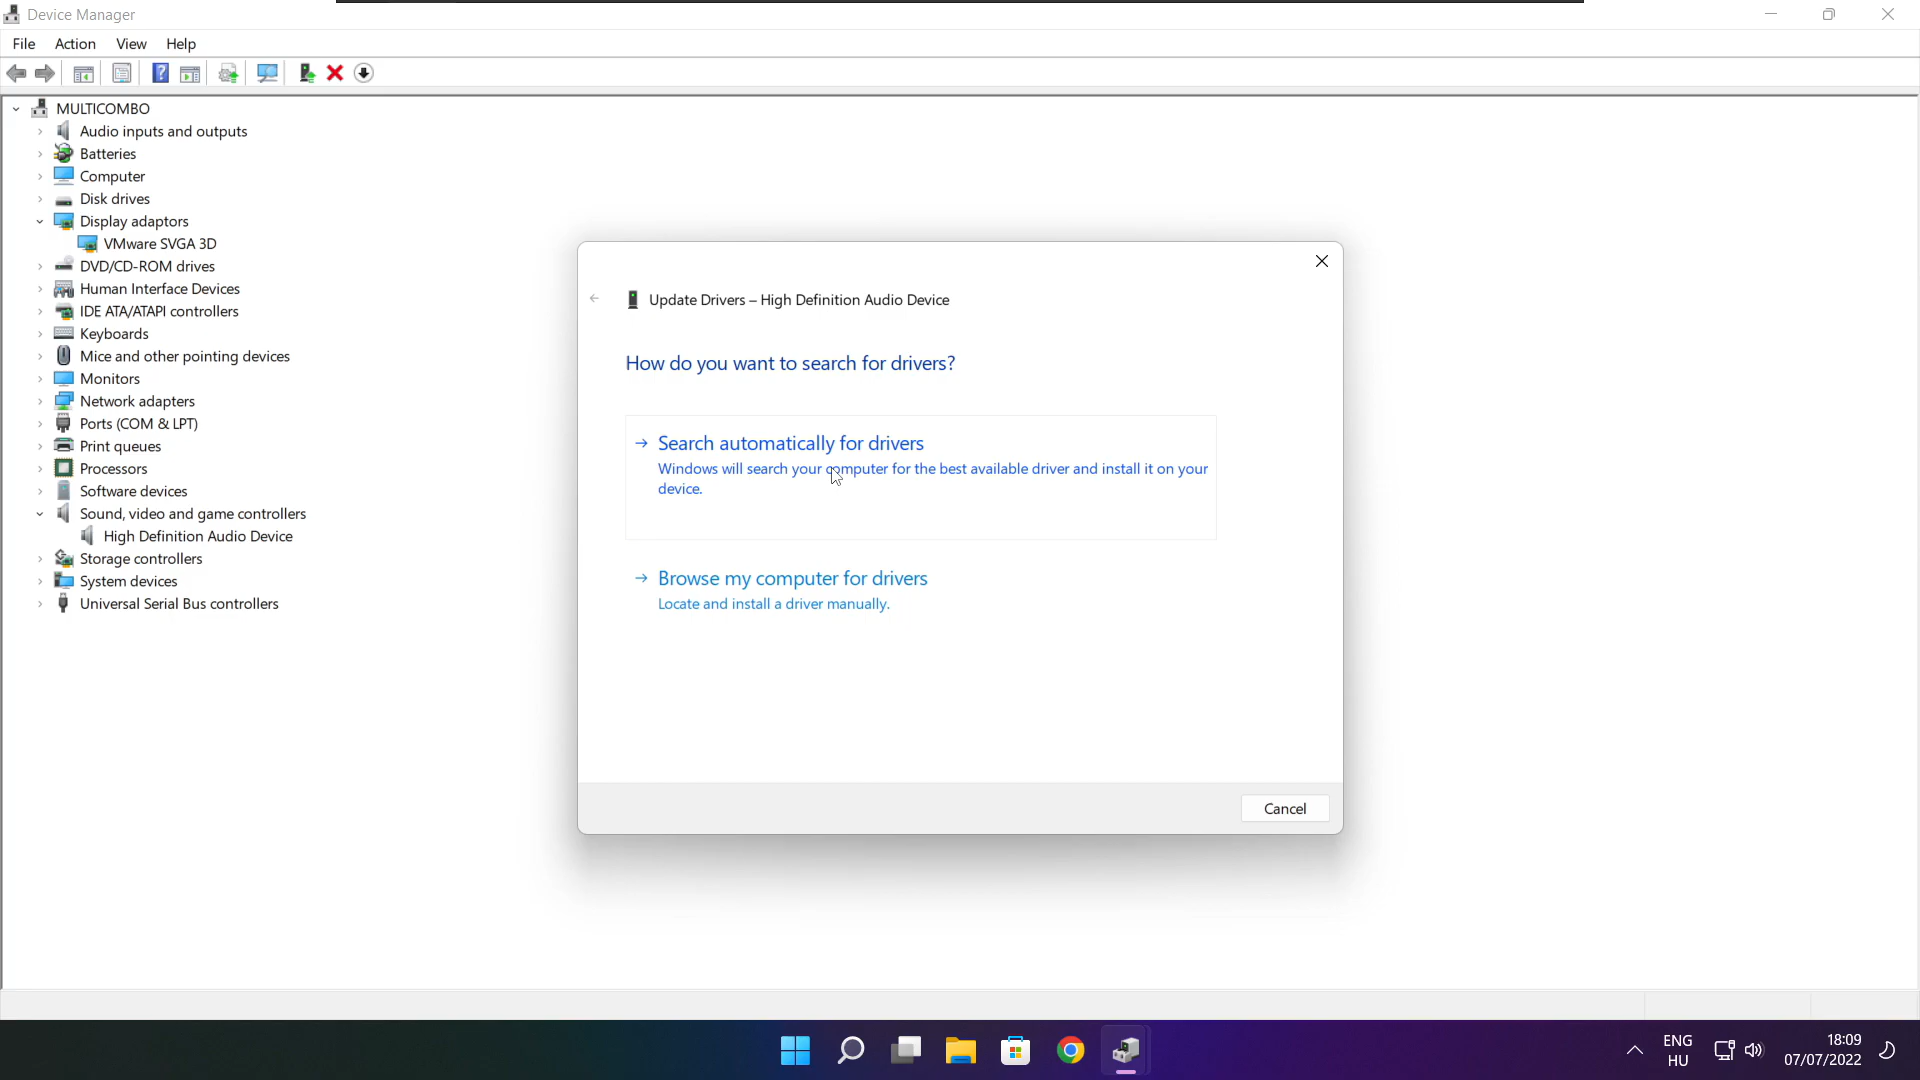 Device Manager
File Action View Help
MULTICOMBO
Audio inputs and outputs
Batteries
Computer
Disk drives
Display adaptors
VMware SVGA 3D
DVD/CD-ROM drives
Human Interface Devices
IDE ATA/ATAPI controllers
Keyboards
Mice and other pointing devices
Monitors
Network adapters
Ports (COM & LPT)
Print queues
Processors
Software devices
Sound, video and game controllers
High Definition Audio Device
Storage controllers
System devices
Universal Serial Bus controllers
Update Drivers – High Definition Audio Device
How do you want to search for drivers?
Search automatically for drivers
Windows will search your computer for the best available driver and install it on your
device.
Browse my computer for drivers
Locate and install a driver manually.
Cancel
ENG
HU
18:09
07/07/2022